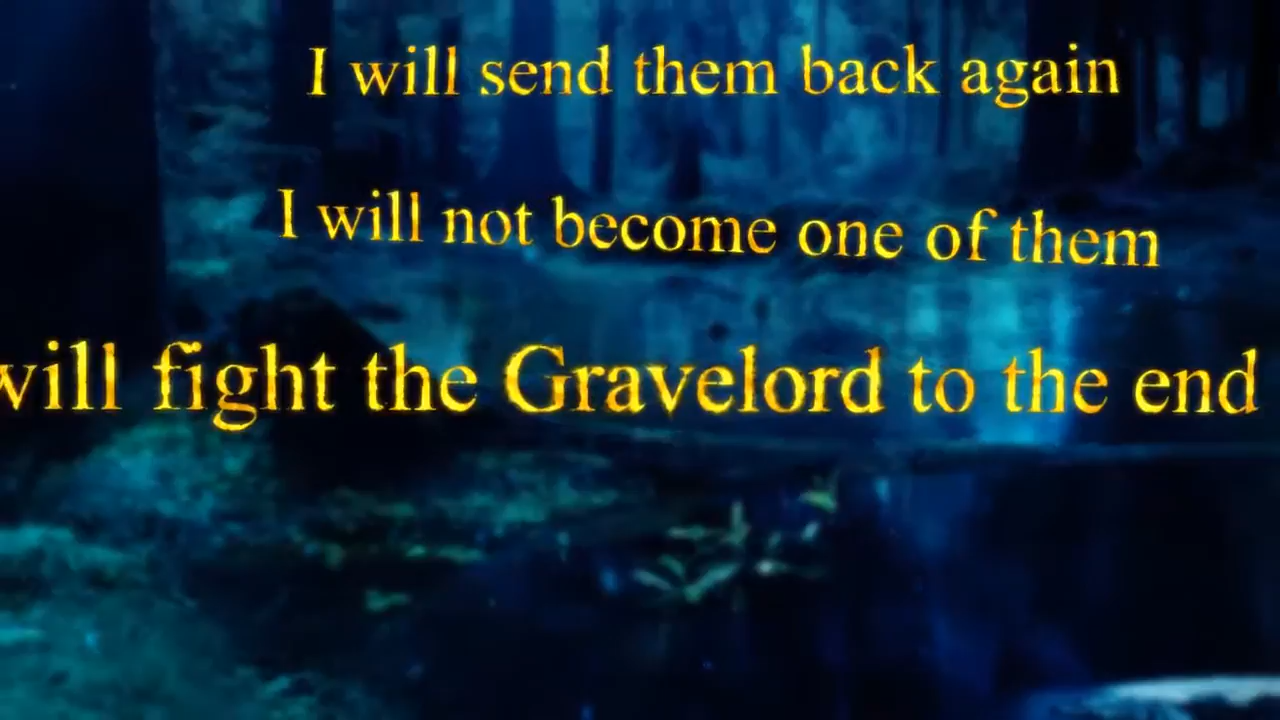 I will send them back again
I will not become one of them
will fight the Gravelord to the end